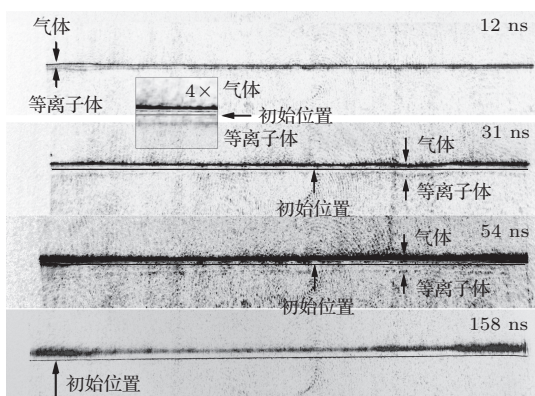 12 ns
气体
等离子体
4× 气体
初始位置
等离子体
31 ns
气体
等离子体
初始位置
54 ns
气体
等离子体
初始位置
158 ns
初始位置